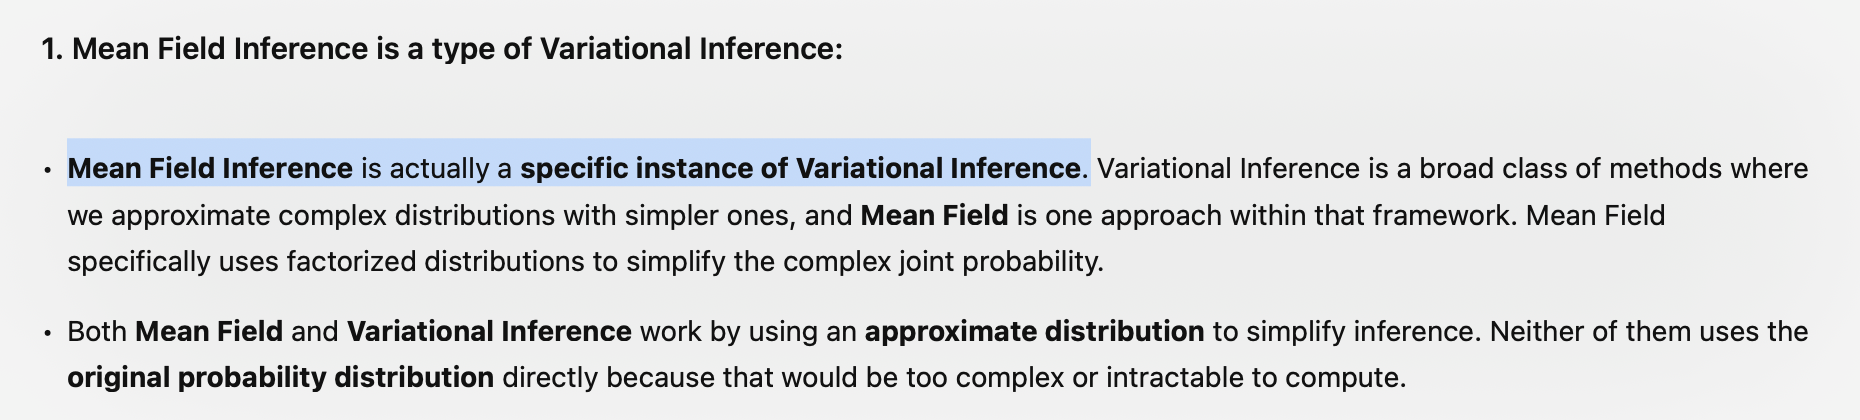 1. Mean Field Inference is a type of Variational Inference:
• Mean Field Inference is actually a specific instance of Variational Inference. Variational Inference is a broad class of methods where
we approximate complex distributions with simpler ones, and Mean Field is one approach within that framework. Mean Field
specifically uses factorized distributions to simplify the complex joint probability.
• Both Mean Field and Variational Inference work by using an approximate distribution to simplify inference. Neither of them uses the
original probability distribution directly because that would be too complex or intractable to compute.